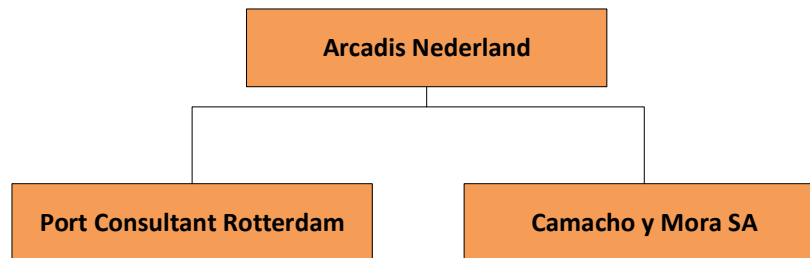 Arcadis Nederland
Port Consultant Rotterdam
Camacho y Mora SA